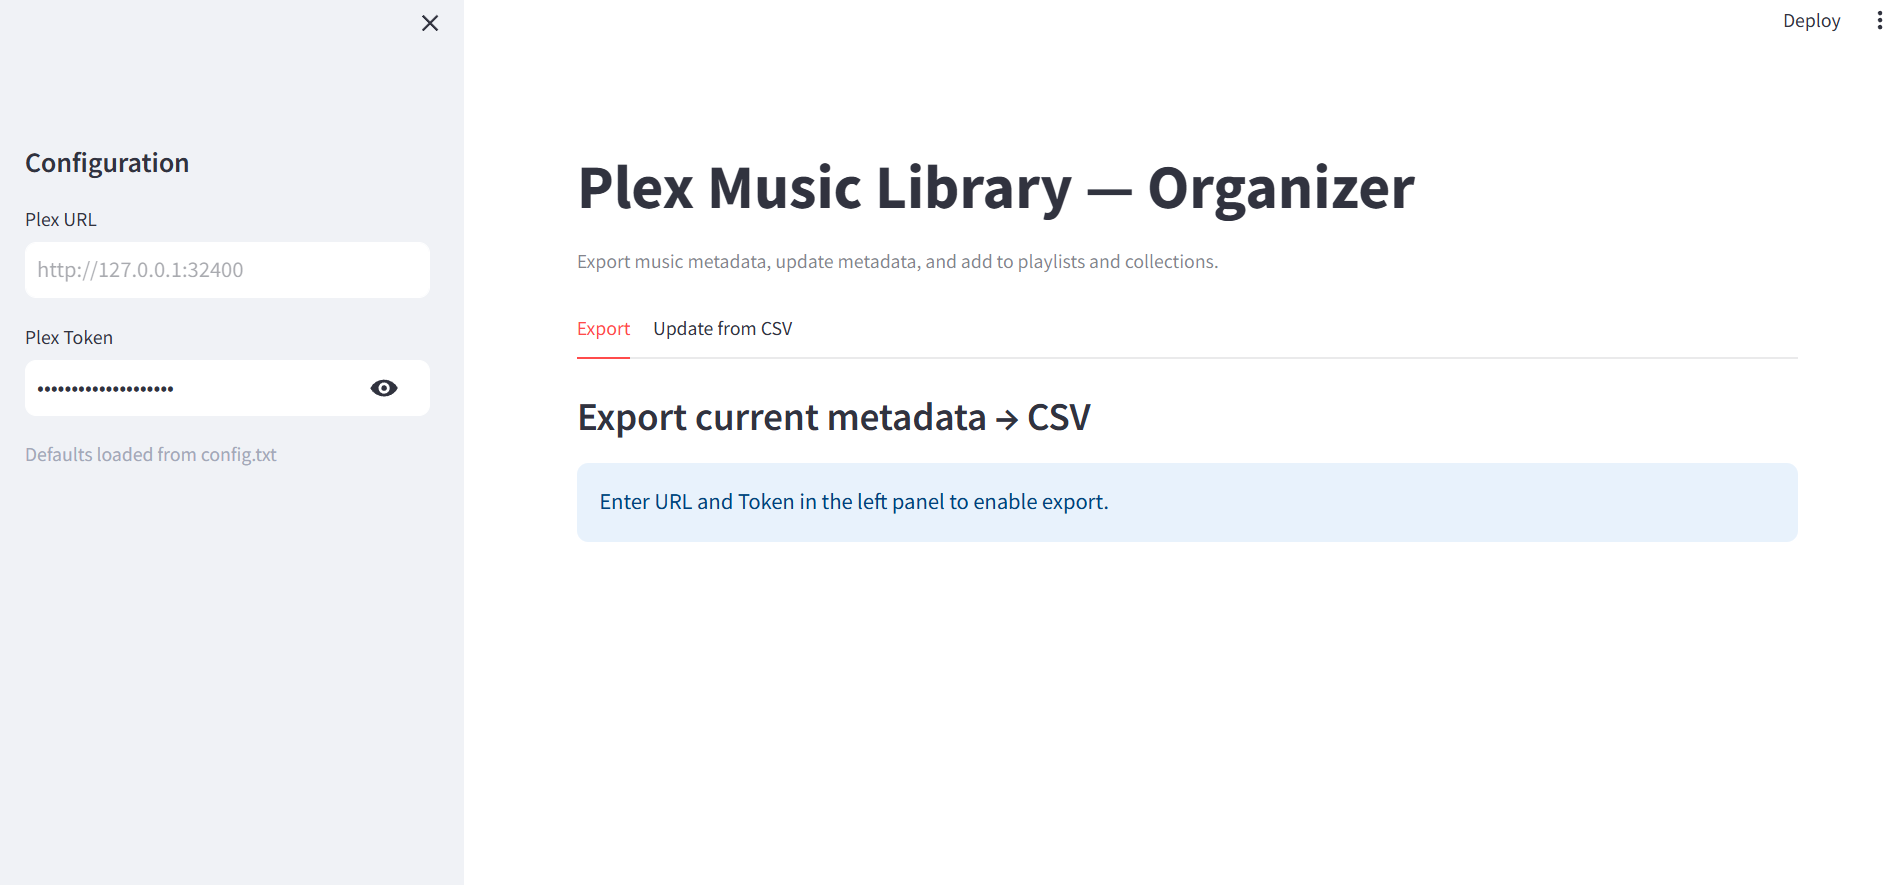 Deploy
Configuration
Plex URL
http://127.0.0.1:32400
Plex Token
••••••••••••••••••••
Defaults loaded from config.txt
Plex Music Library — Organizer
Export music metadata, update metadata, and add to playlists and collections.
Export
Update from CSV
Export current metadata → CSV
Enter URL and Token in the left panel to enable export.